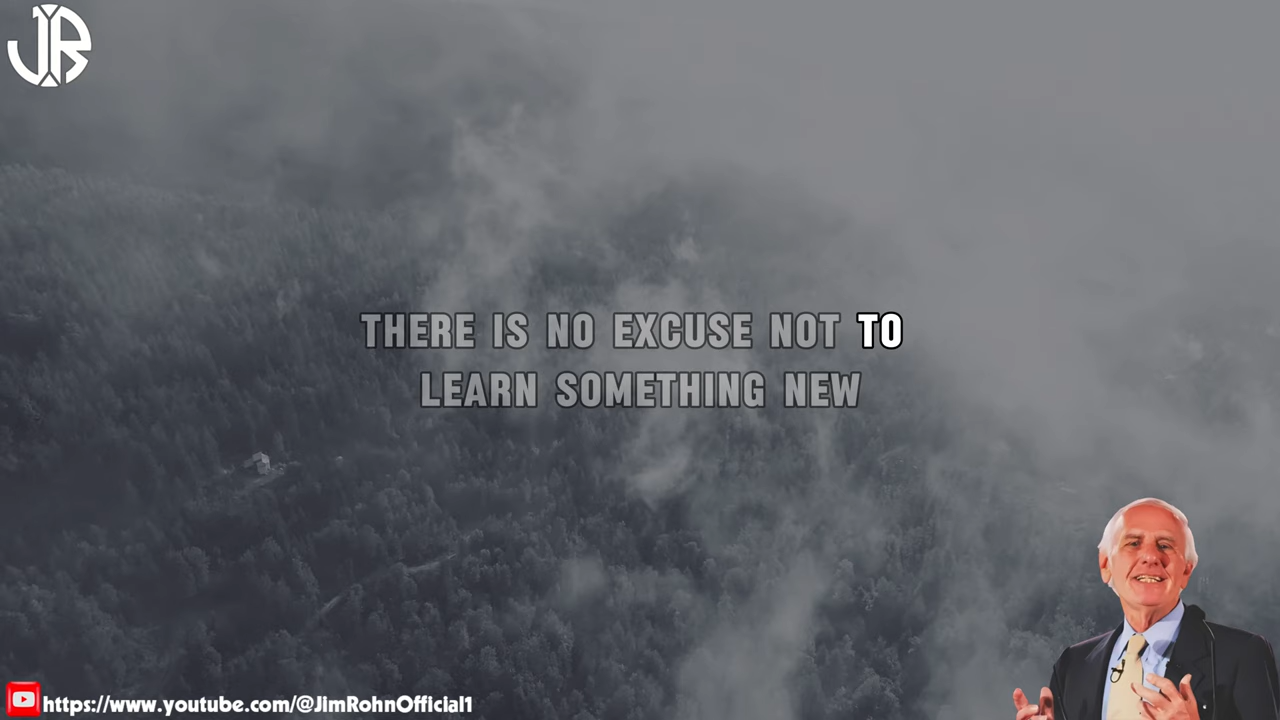 JR
THERE IS NO EXCUSE NOT TO
LEARN SOMETHING NEW
https://www.youtube.com/@JimRohnOfficial1